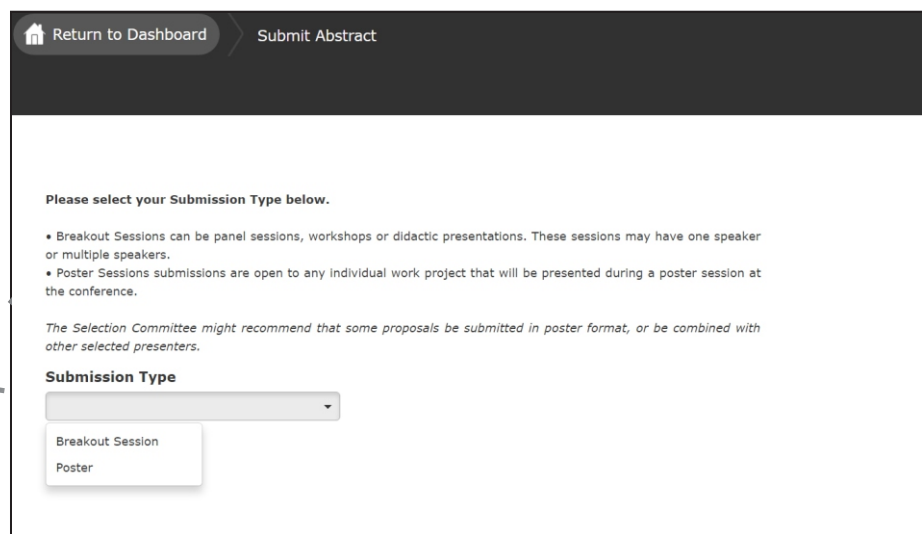 Return to Dashboard
Submit Abstract
Please select your Submission Type below.
• Breakout Sessions can be panel sessions, workshops or didactic presentations. These sessions may have one speaker
or multiple speakers.
• Poster Sessions submissions are open to any individual work project that will be presented during a poster session at
the conference.
The Selection Committee might recommend that some proposals be submitted in poster format, or be combined with
other selected presenters.
Submission Type
Breakout Session
Poster